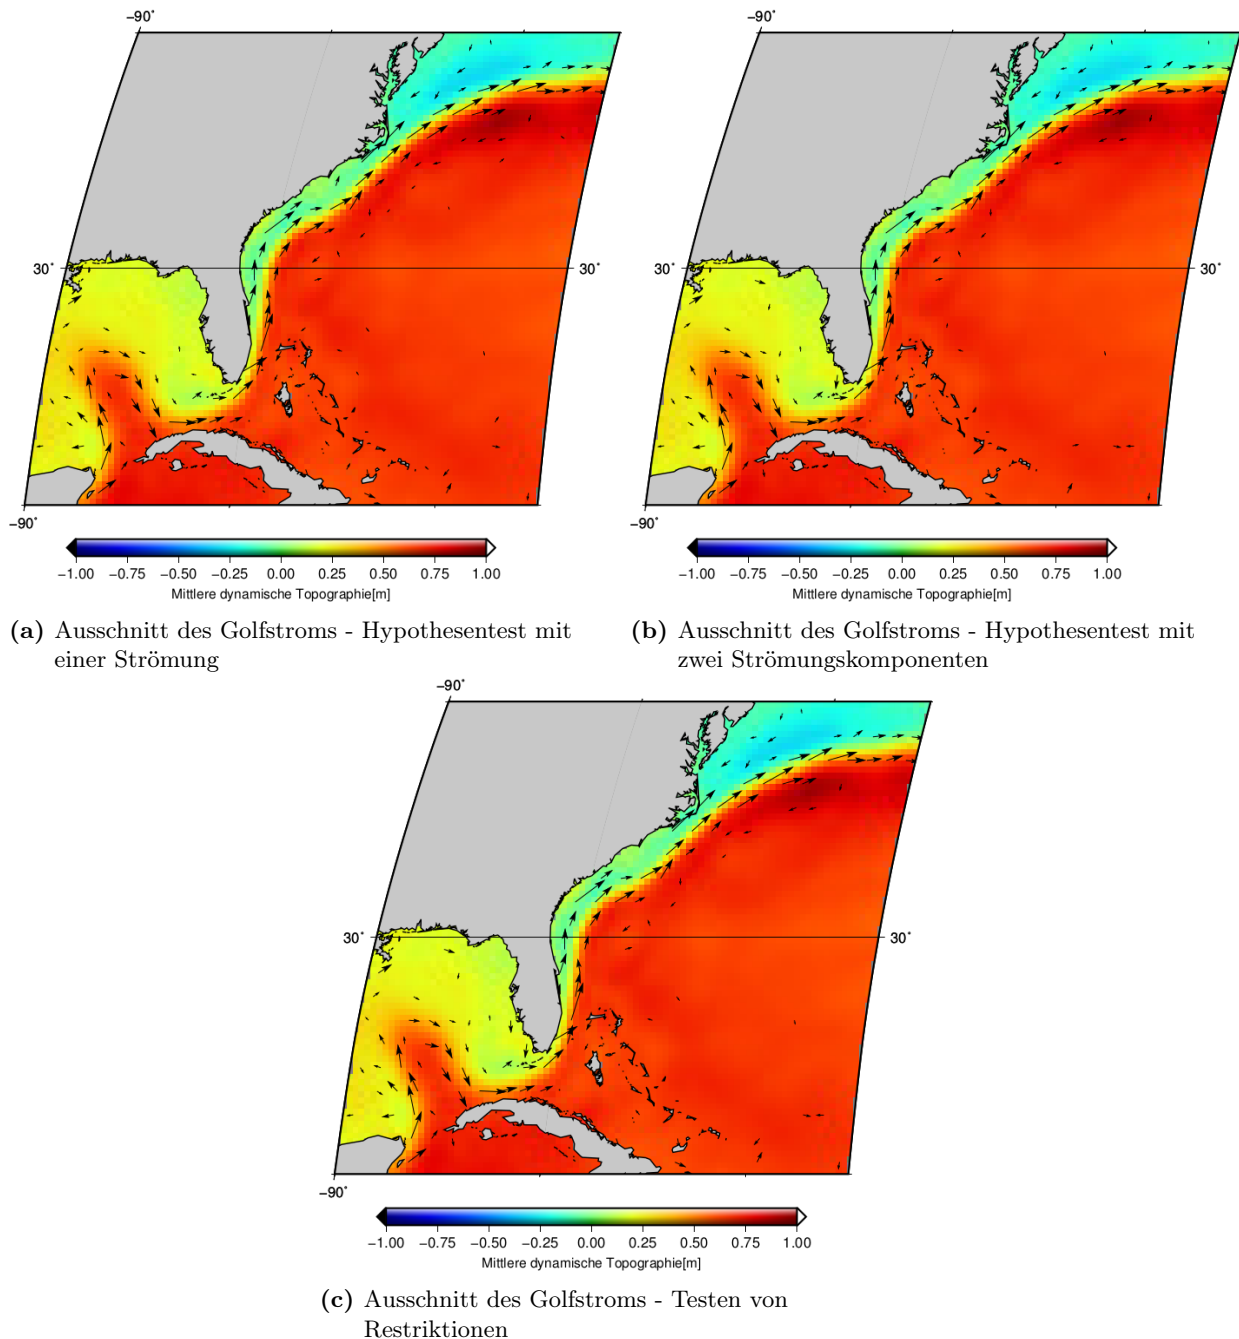 −90˚
−90˚
30˚
30˚
30˚
30˚
−90˚
−90˚
−1.00 −0.75 −0.50 −0.25 0.00 0.25 0.50 0.75 1.00
Mittlere dynamische Topographie[m]
−1.00 −0.75 −0.50 −0.25 0.00 0.25 0.50 0.75 1.00
Mittlere dynamische Topographie[m]
(a) Ausschnitt des Golfstroms - Hypothesentest mit
einer Strömung
(b) Ausschnitt des Golfstroms - Hypothesentest mit
zwei Strömungskomponenten
−90˚
30˚
30˚
−90˚
−1.00 −0.75 −0.50 −0.25 0.00 0.25 0.50 0.75 1.00
Mittlere dynamische Topographie[m]
(c) Ausschnitt des Golfstroms - Testen von
Restriktionen